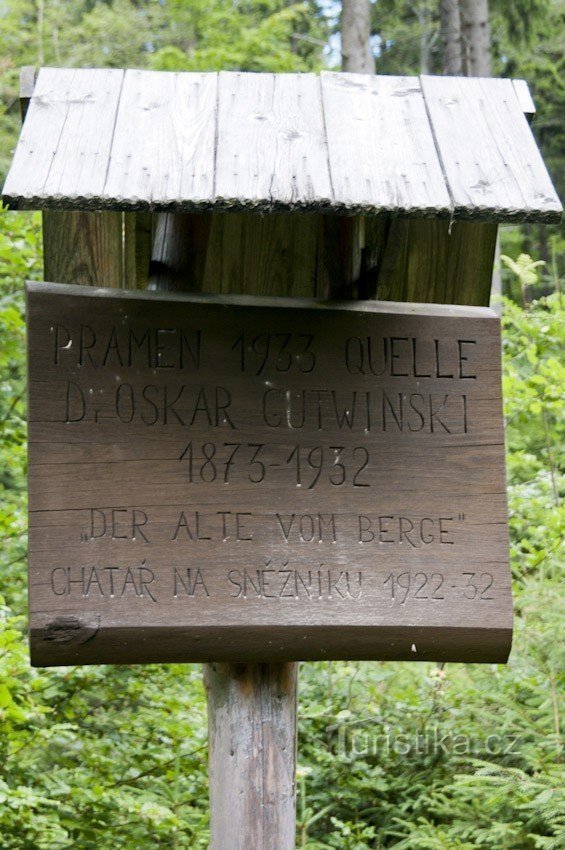 PRAMEN 1933 QUELLE
Dr OSKAR GUTWINSKI
1873-1932
„DER ALTE VOM BERGE"
CHATAŘ NA SNĚŽNÍKU 1922-32
Turistika.cz